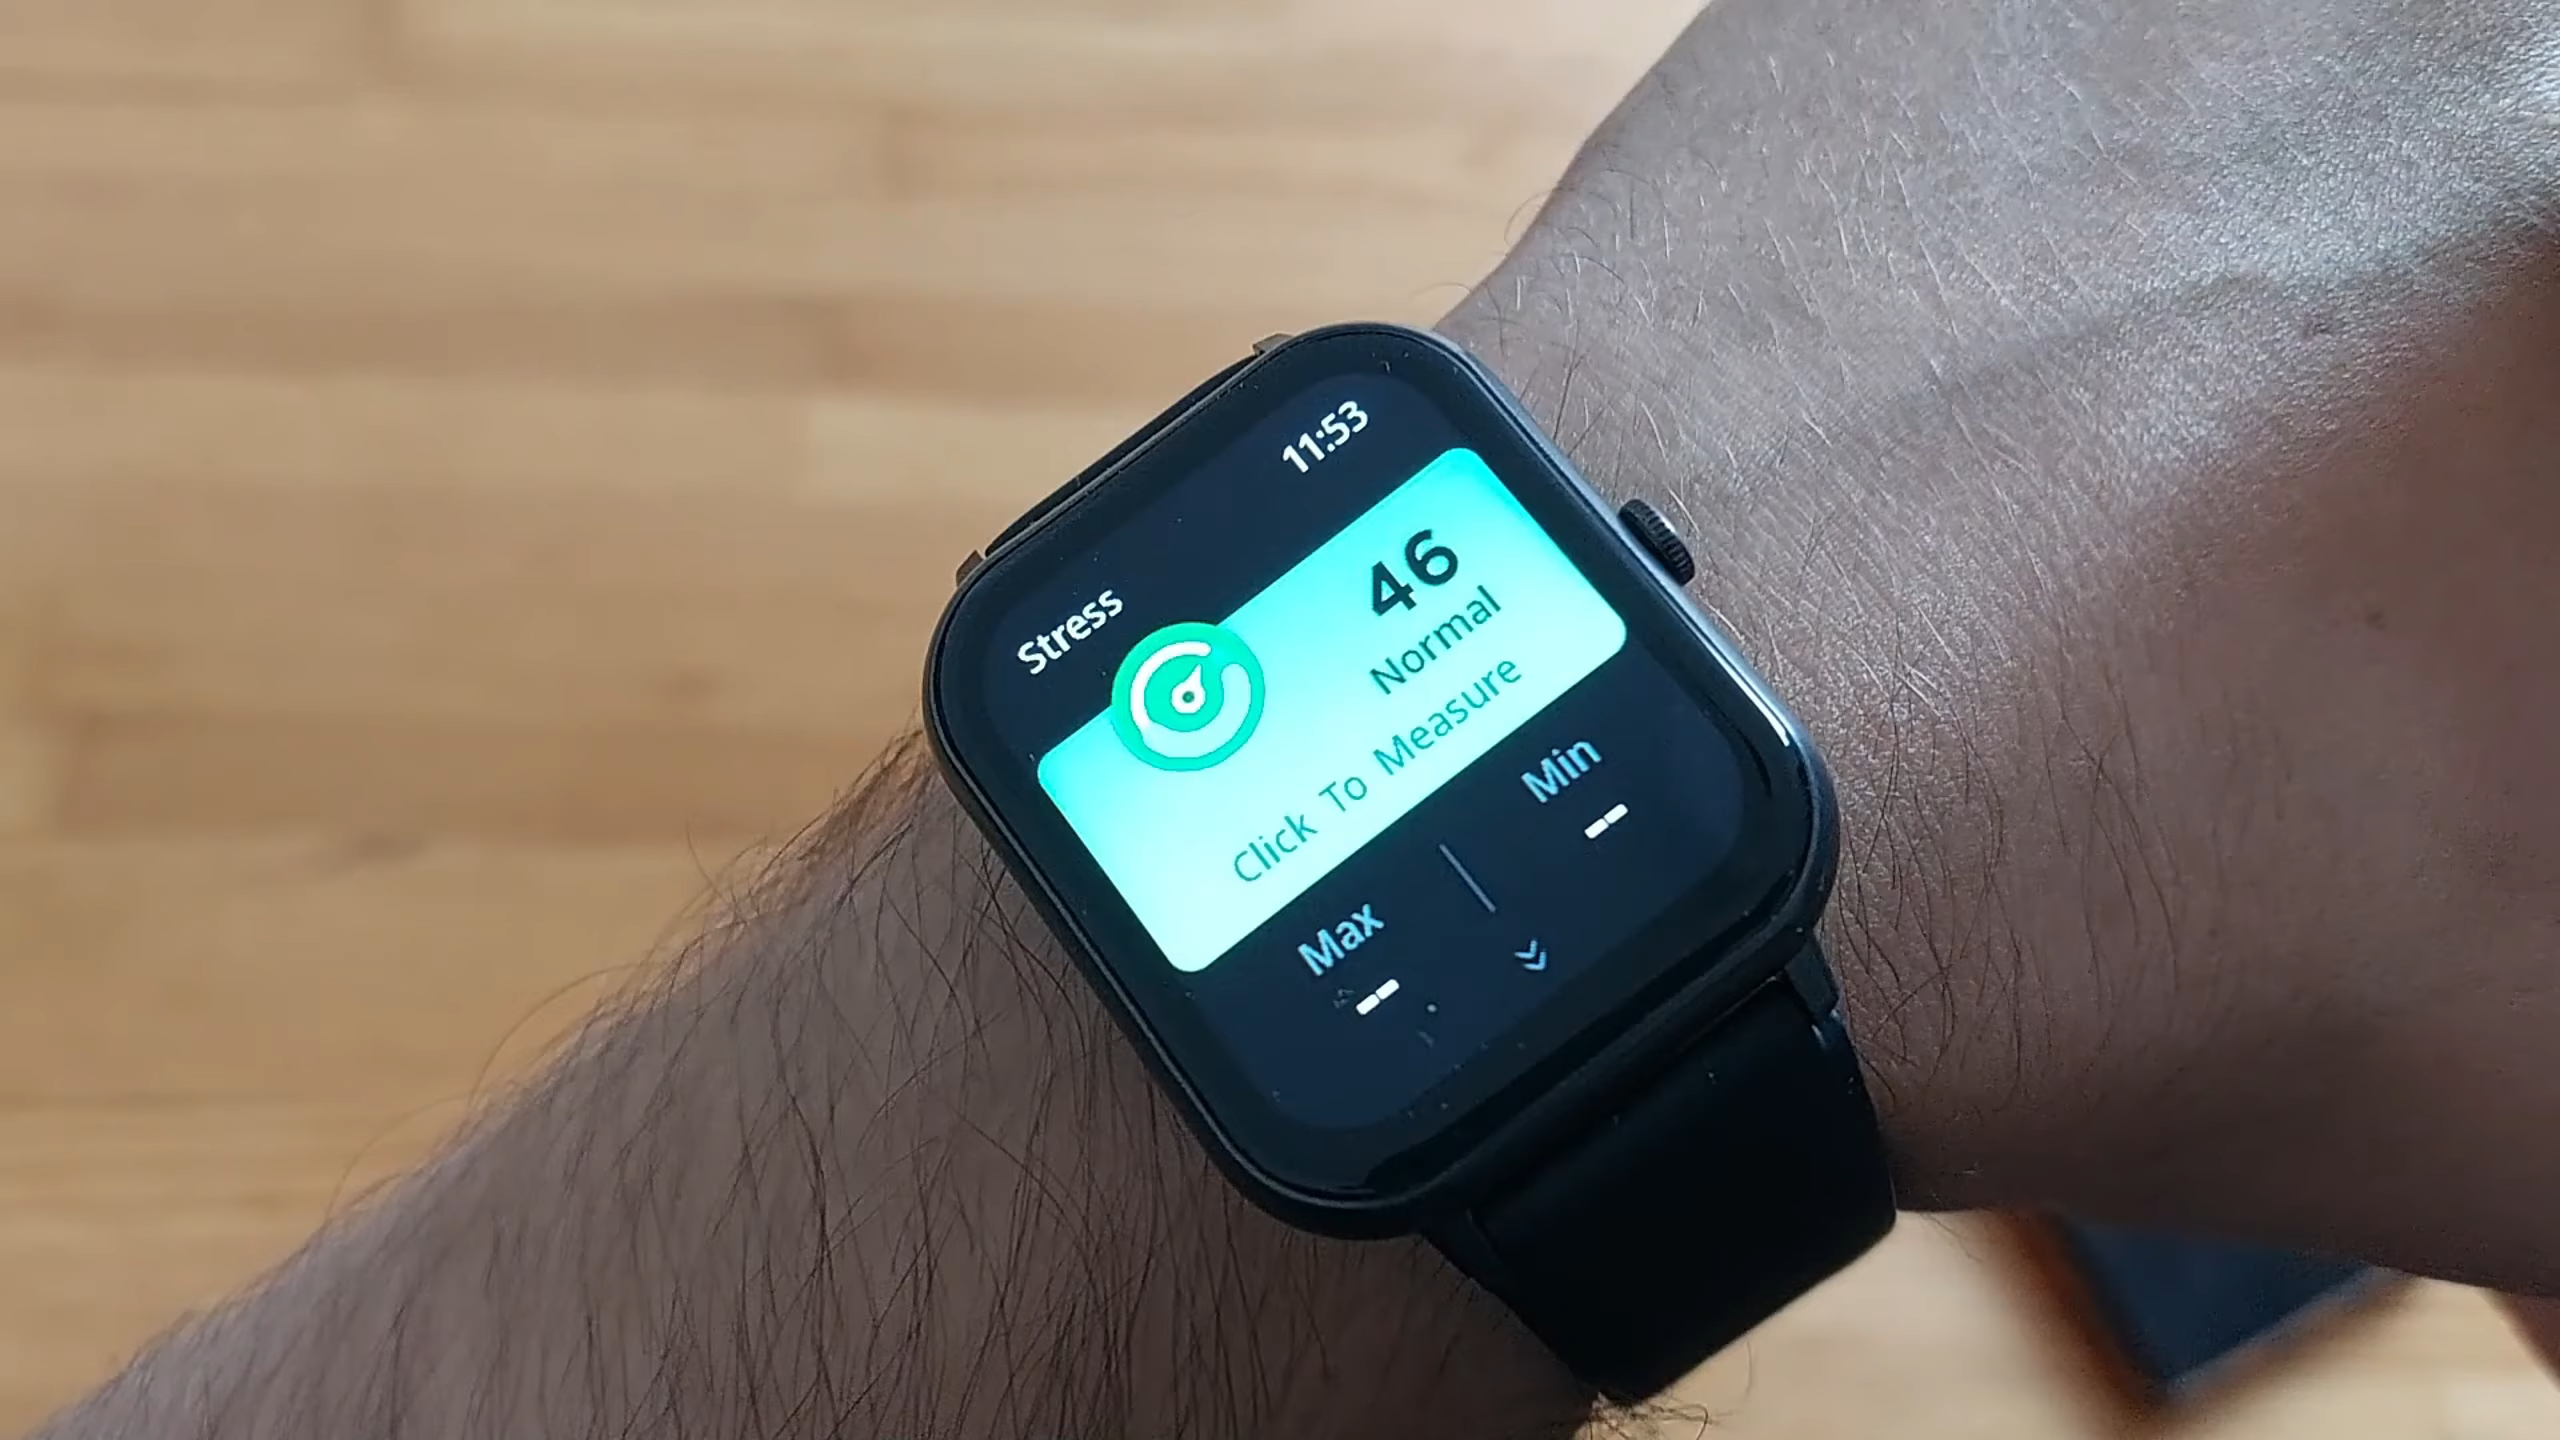 11:53
Stress
46
Normal
Click To Measure
Max
--
Min
--